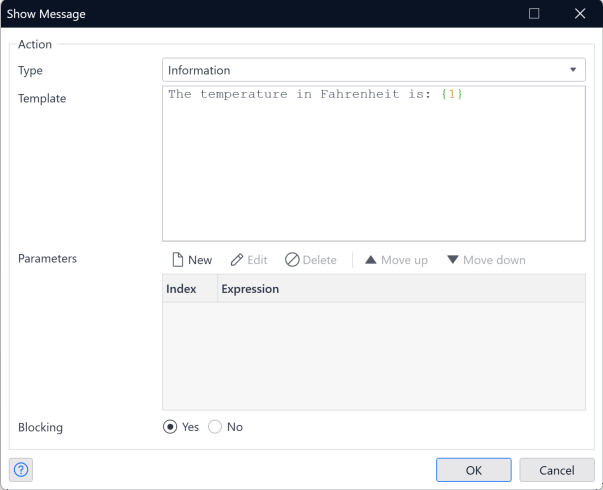 Show Message
Action
Type
Information
Template
The temperature in Fahrenheit is: {1}
Parameters
New Edit Delete Move up Move down
Index Expression
Blocking
Yes No
?
OK Cancel